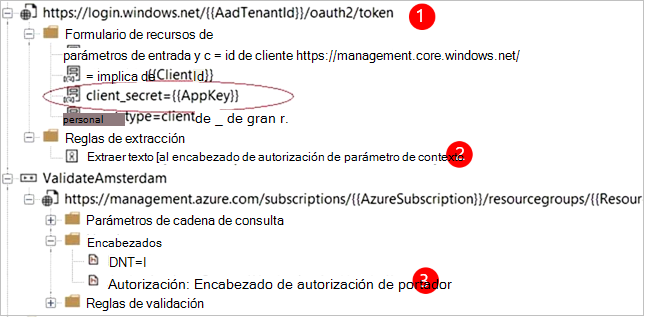 https://login.windows.net/{{AadTenantId}}/oauth2/token 1
Formulario de recursos de
parámetros de entrada y c = id de cliente https://management.core.windows.net/
= implica de {{ClientId}}
client_secret={{AppKey}}
personal type=client de _ de gran r.
Reglas de extracción
Extraer texto [al encabezado de autorización de parámetro de contexto. 2
ValidateAmsterdam
https://management.azure.com/subscriptions/{{AzureSubscription}}/resourcegroups/{{Resour
Parámetros de cadena de consulta
Encabezados
DNT=I
Autorización: Encabezado de autorización de portador 3
Reglas de validación